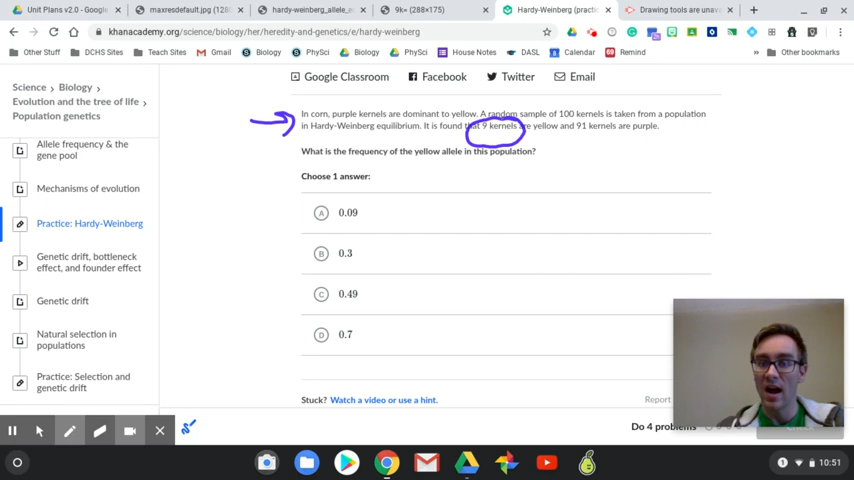 Unit Plans v2.0 - Google
maxresdefault.jpg (128
hardy-weinberg_allele_e
9k= (288×175)
Hardy-Weinberg (practi
Drawing tools are unava
khanacademy.org/science/biology/her/heredity-and-genetics/e/hardy-weinberg
Other Stuff
DCHS Sites
Teach Sites
Gmail
Biology
PhySci
Biology
PhySci
House Notes
DASL
Calendar
Remind
»
Other bookmarks
Google Classroom
Facebook
Twitter
Email
Science ›
Biology ›
Evolution and the tree of life ›
Population genetics
Allele frequency & the
gene pool
Mechanisms of evolution
Practice: Hardy-Weinberg
Genetic drift, bottleneck
effect, and founder effect
Genetic drift
Natural selection in
populations
Practice: Selection and
genetic drift
In corn, purple kernels are dominant to yellow. A random sample of 100 kernels is taken from a population
in Hardy-Weinberg equilibrium. It is found that 9 kernels are yellow and 91 kernels are purple.
What is the frequency of the yellow allele in this population?
Choose 1 answer:
A 0.09
B 0.3
C 0.49
D 0.7
Stuck? Watch a video or use a hint.
Report
Do 4 problems
1
10:51